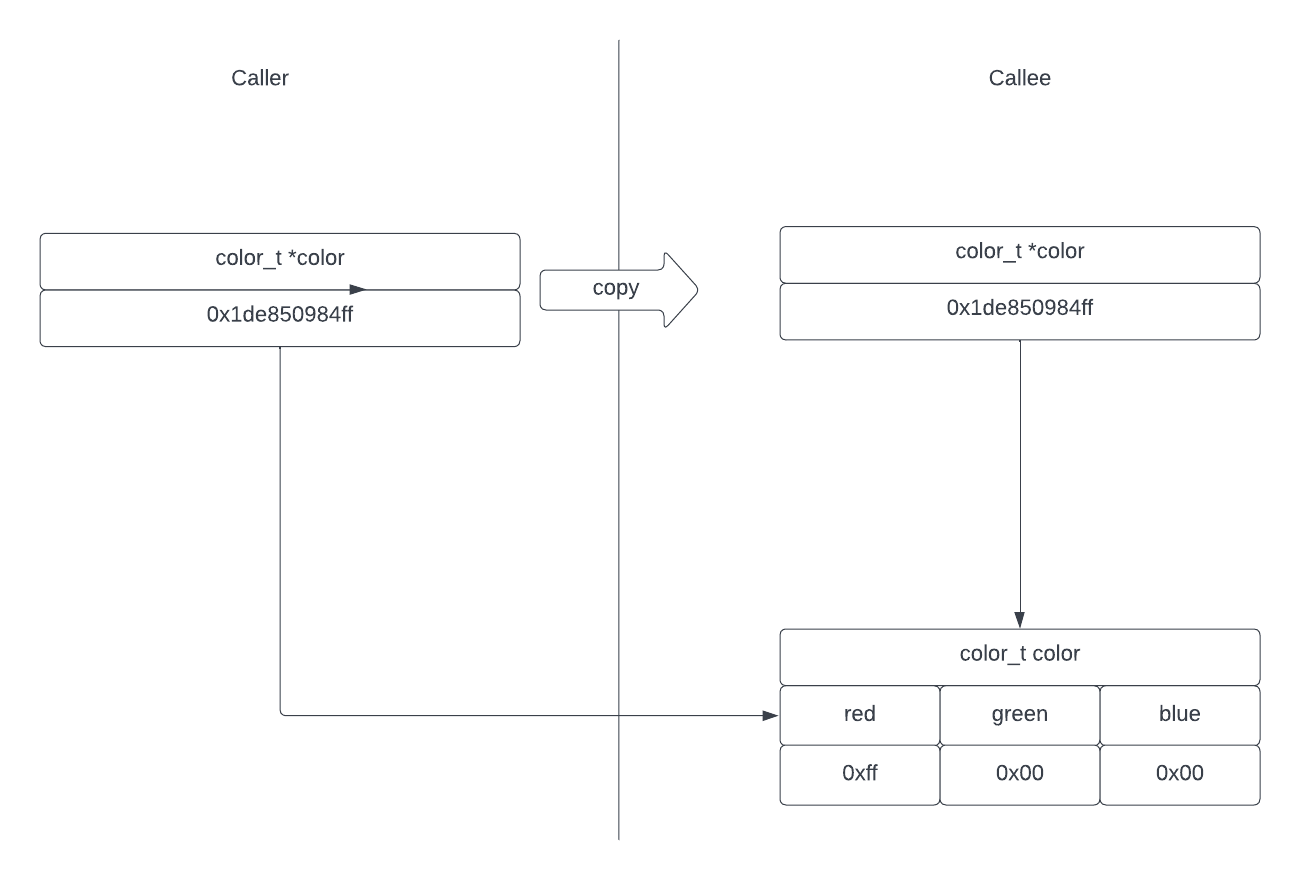 Caller
Callee
color_t *color
0x1de850984ff
copy
color_t *color
0x1de850984ff
color_t color
red
green
blue
0xff
0x00
0x00